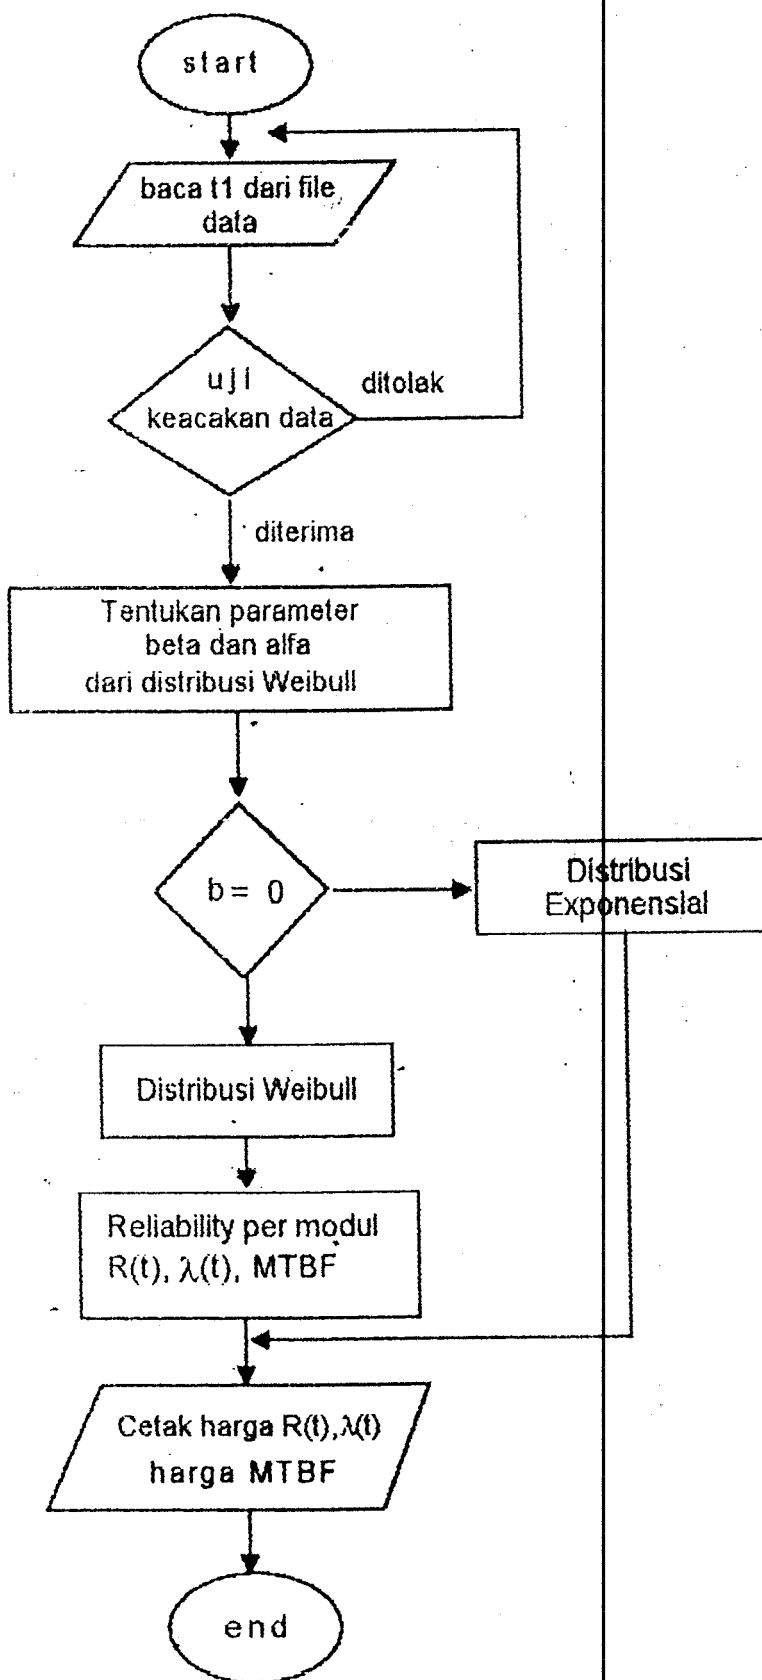 start
baca t1 dari file
data
uji
keacakan data
ditolak
diterima
Tentukan parameter
beta dan alfa
dari distribusi Weibull
b = 0
Distribusi
Exponensial
Distribusi Weibull
Reliability per modul
R(t), λ(t), MTBF
Cetak harga R(t),λ(t)
harga MTBF
end